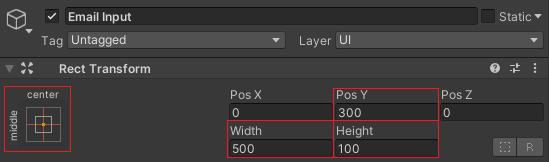 Email Input
Static
Tag Untagged Layer UI
Rect Transform
center
middle
Pos X Pos Y Pos Z
0 300 0
Width Height
500 100
R